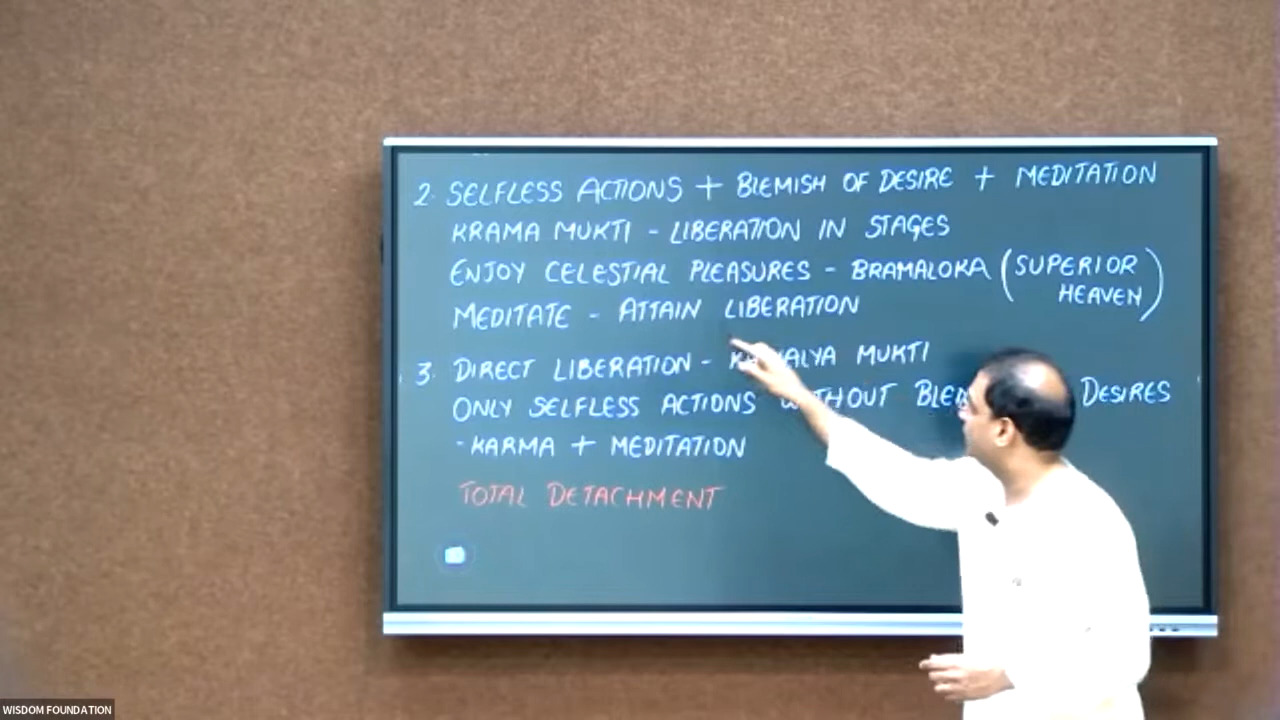 2. SELFLESS ACTIONS + BLEMISH OF DESIRE + MEDITATION
KRAMA MUKTI - LIBERATION IN STAGES
ENJOY CELESTIAL PLEASURES - BRAMALOKA (SUPERIOR HEAVEN)
MEDITATE - ATTAIN LIBERATION
3. DIRECT LIBERATION - MUKTI
ONLY SELFLESS ACTIONS WITHOUT DESIRES
- KARMA + MEDITATION
TOTAL DETACHMENT
WISDOM FOUNDATION